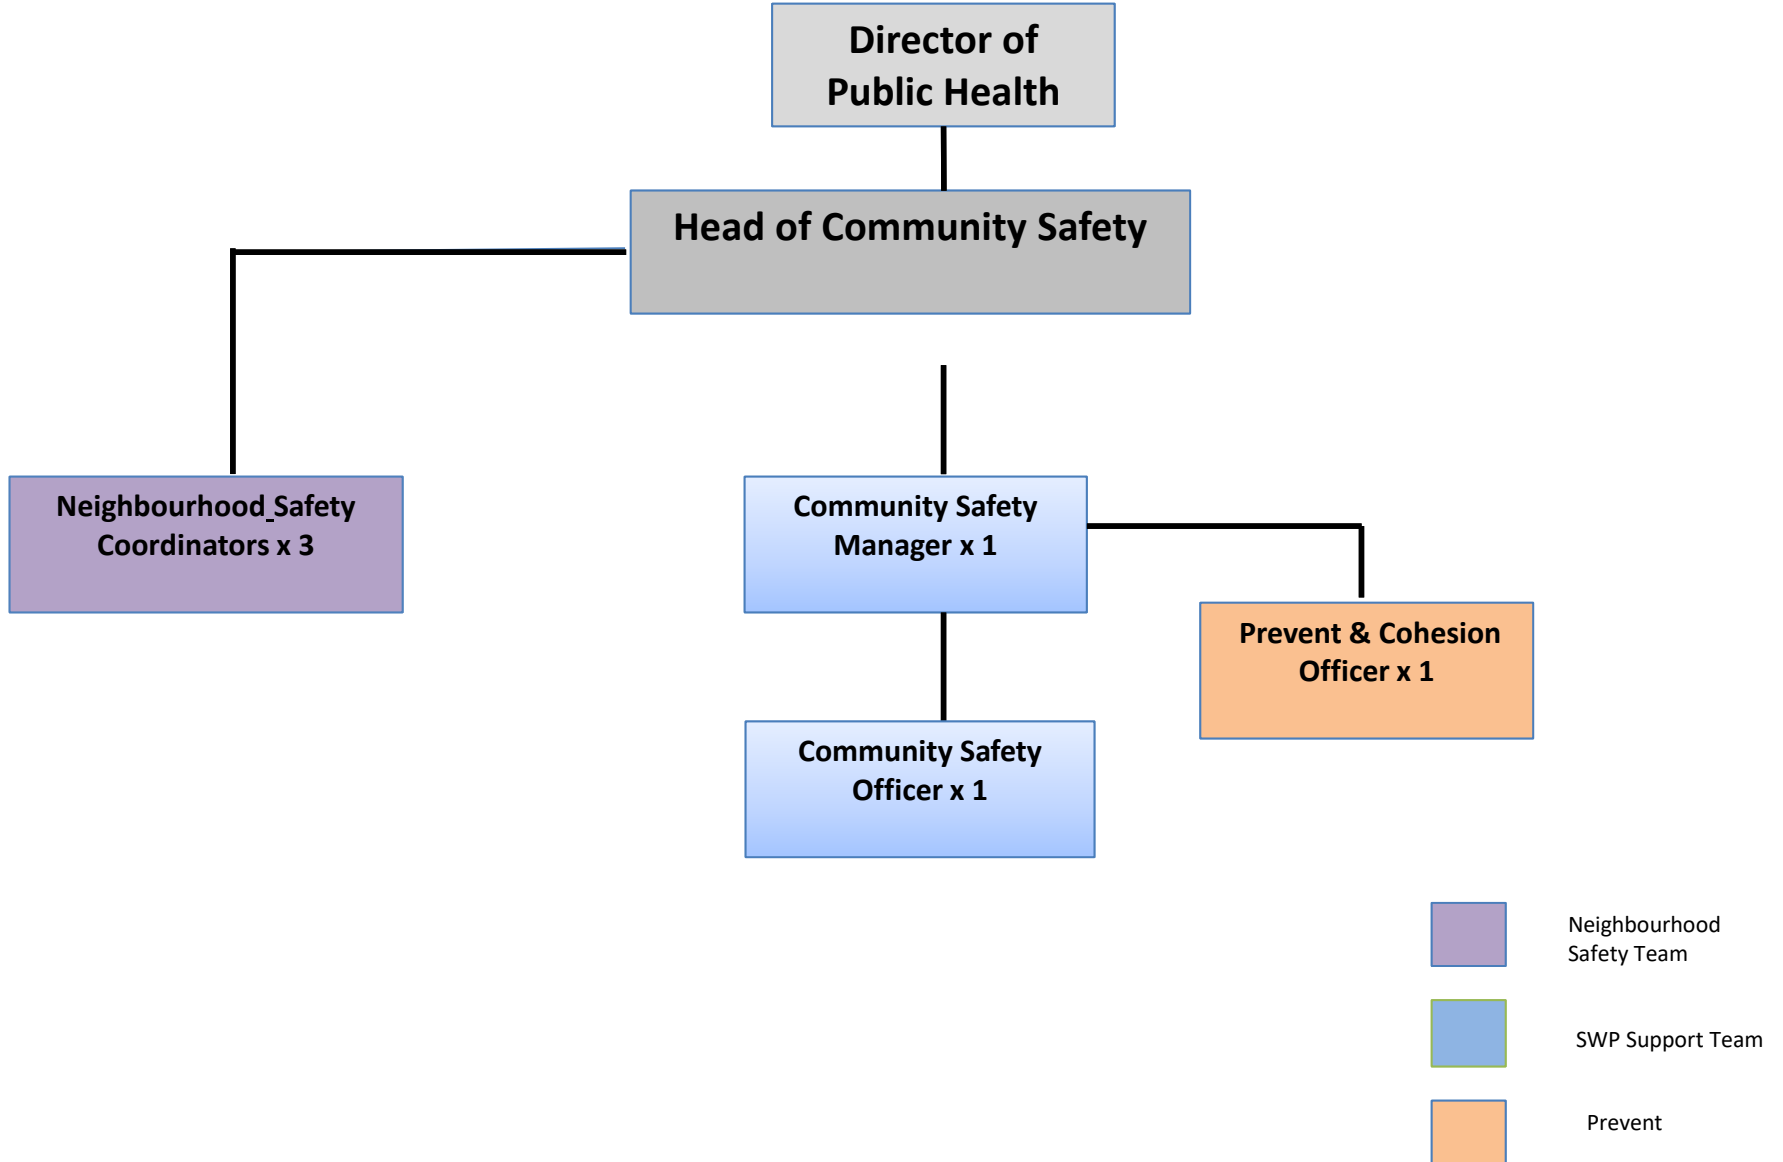 Director of
Public Health
Head of Community Safety
Neighbourhood Safety
Coordinators x 3
Community Safety
Manager x 1
Prevent & Cohesion
Officer x 1
Community Safety
Officer x 1
Neighbourhood
Safety Team
SWP Support Team
Prevent